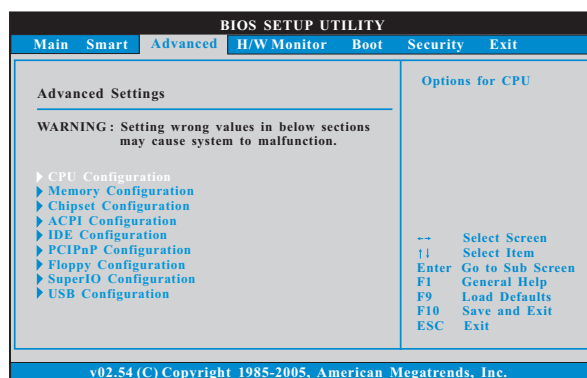 BIOS SETUP UTILITY
Main Smart Advanced H/W Monitor Boot Security Exit
Advanced Settings
WARNING : Setting wrong values in below sections
may cause system to malfunction.
CPU Configuration
Memory Configuration
Chipset Configuration
ACPI Configuration
IDE Configuration
PCIPnP Configuration
Floppy Configuration
SuperIO Configuration
USB Configuration
Options for CPU
↔ Select Screen
↑↓ Select Item
Enter Go to Sub Screen
F1 General Help
F9 Load Defaults
F10 Save and Exit
ESC Exit
v02.54 (C) Copyright 1985-2005, American Megatrends, Inc.